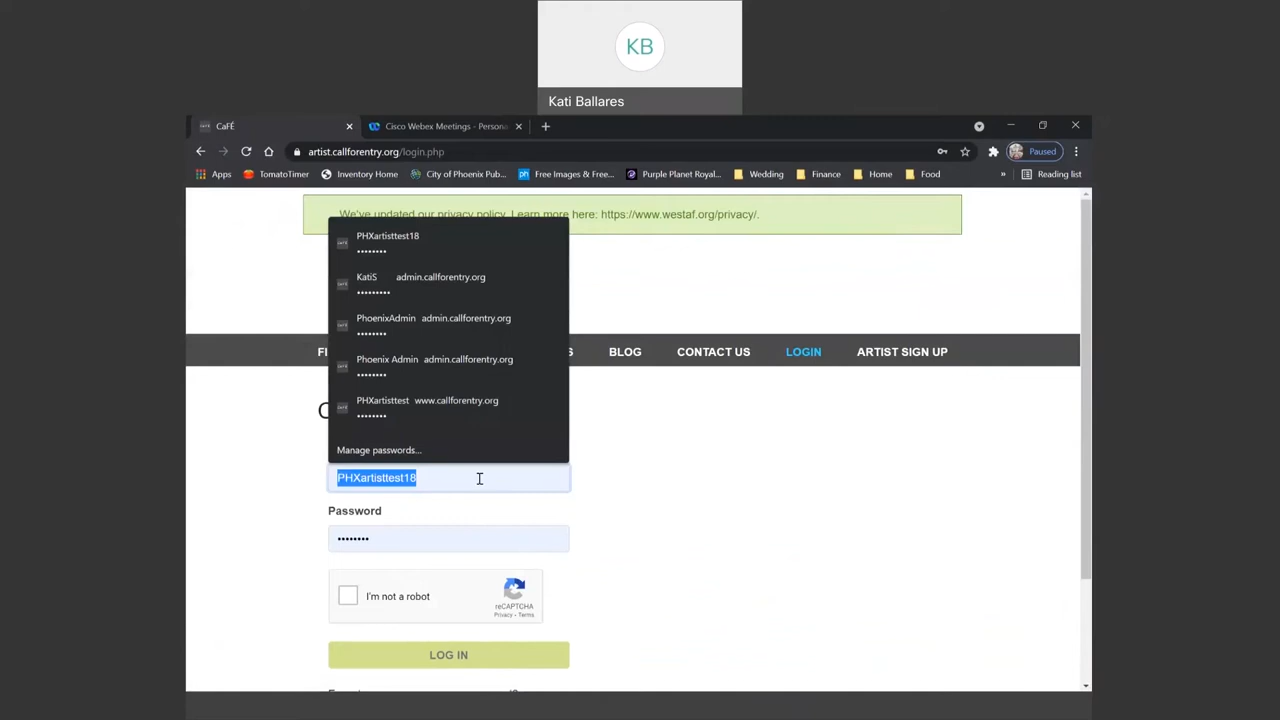 KB
Kati Ballares
CaFÉ
Cisco Webex Meetings - Persona
artist.callforentry.org/login.php
Paused
Apps
TomatoTimer
Inventory Home
City of Phoenix Pub...
Free Images & Free...
Purple Planet Royal...
Wedding
Finance
Home
Food
»
Reading list
We've updated our privacy policy. Learn more here: https://www.westaf.org/privacy/.
PHXartisttest18
••••••••
KatiS admin.callforentry.org
•••••••••
PhoenixAdmin admin.callforentry.org
••••••••
Phoenix Admin admin.callforentry.org
••••••••
PHXartisttest www.callforentry.org
••••••••
Manage passwords...
FI S BLOG CONTACT US LOGIN ARTIST SIGN UP
PHXartisttest18
Password
••••••••
I'm not a robot
reCAPTCHA
Privacy - Terms
LOG IN